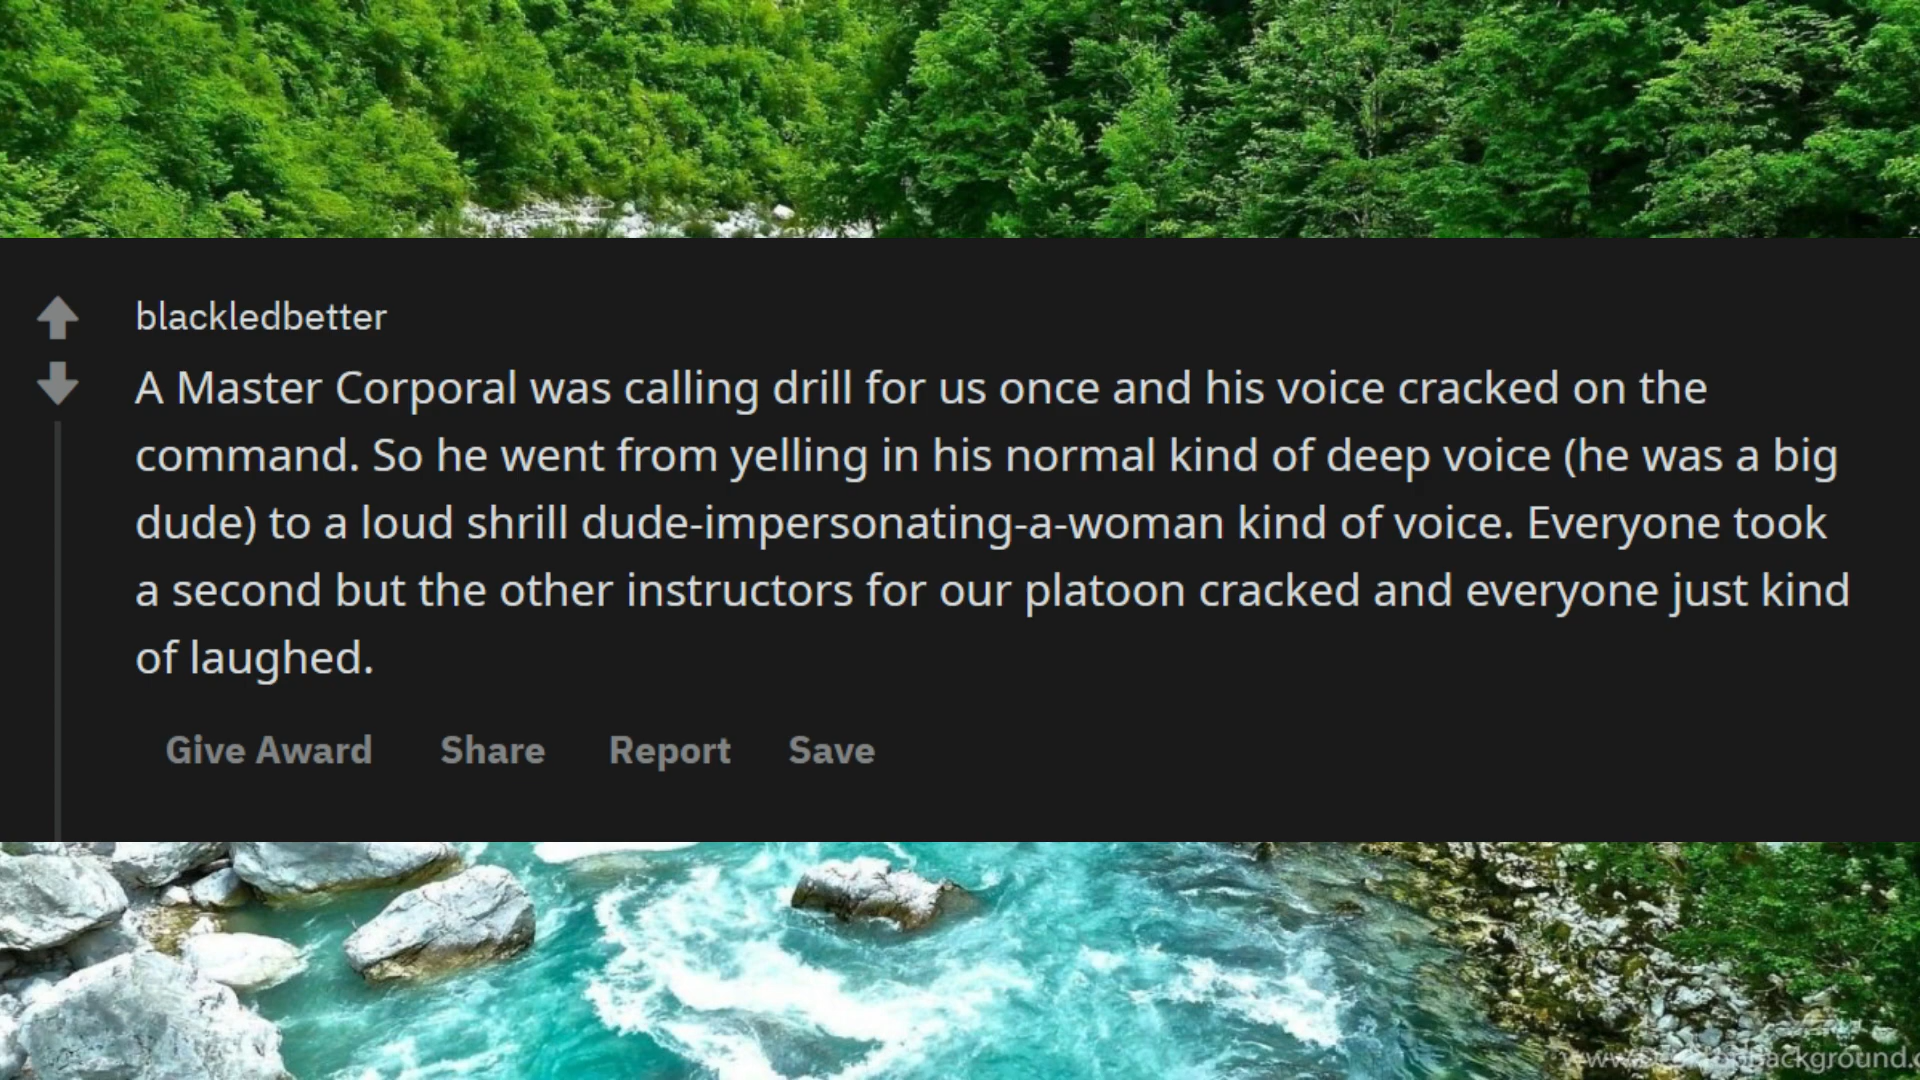 blackledbetter
A Master Corporal was calling drill for us once and his voice cracked on the
command. So he went from yelling in his normal kind of deep voice (he was a big
dude) to a loud shrill dude-impersonating-a-woman kind of voice. Everyone took
a second but the other instructors for our platoon cracked and everyone just kind
of laughed.
Give Award Share Report Save